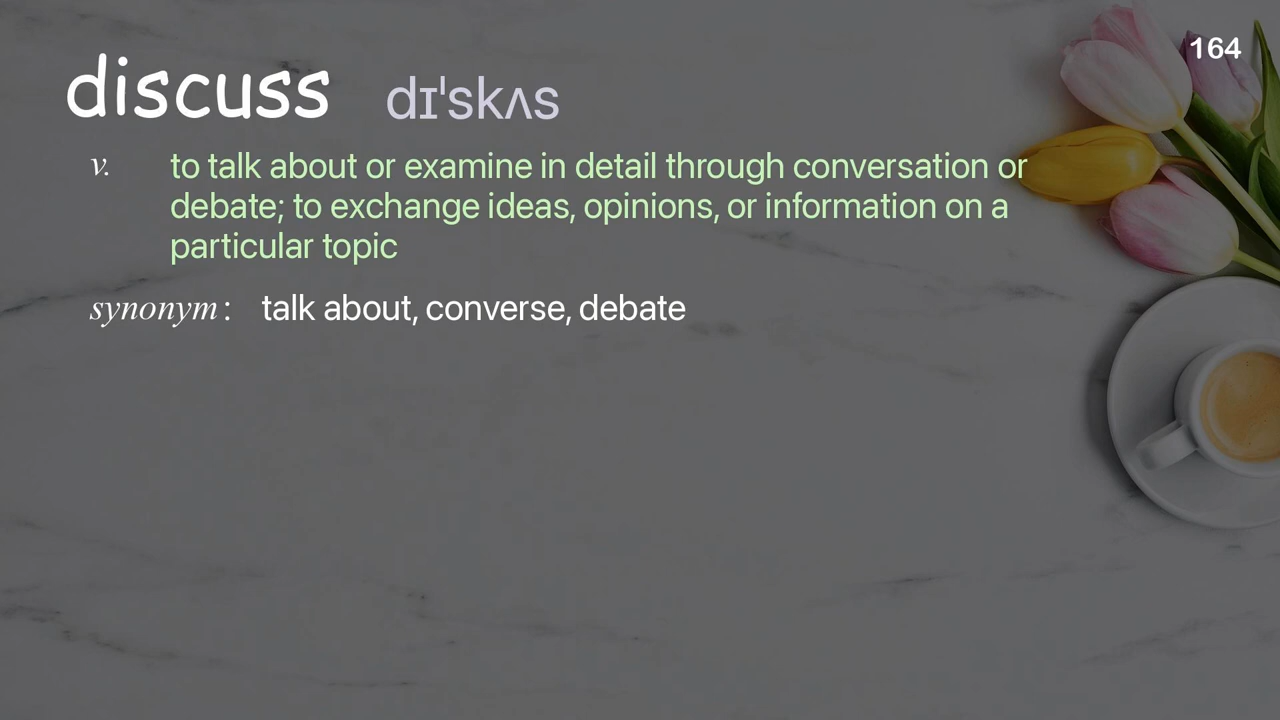 164
discuss dɪˈskʌs
v. to talk about or examine in detail through conversation or
debate; to exchange ideas, opinions, or information on a
particular topic
synonym: talk about, converse, debate